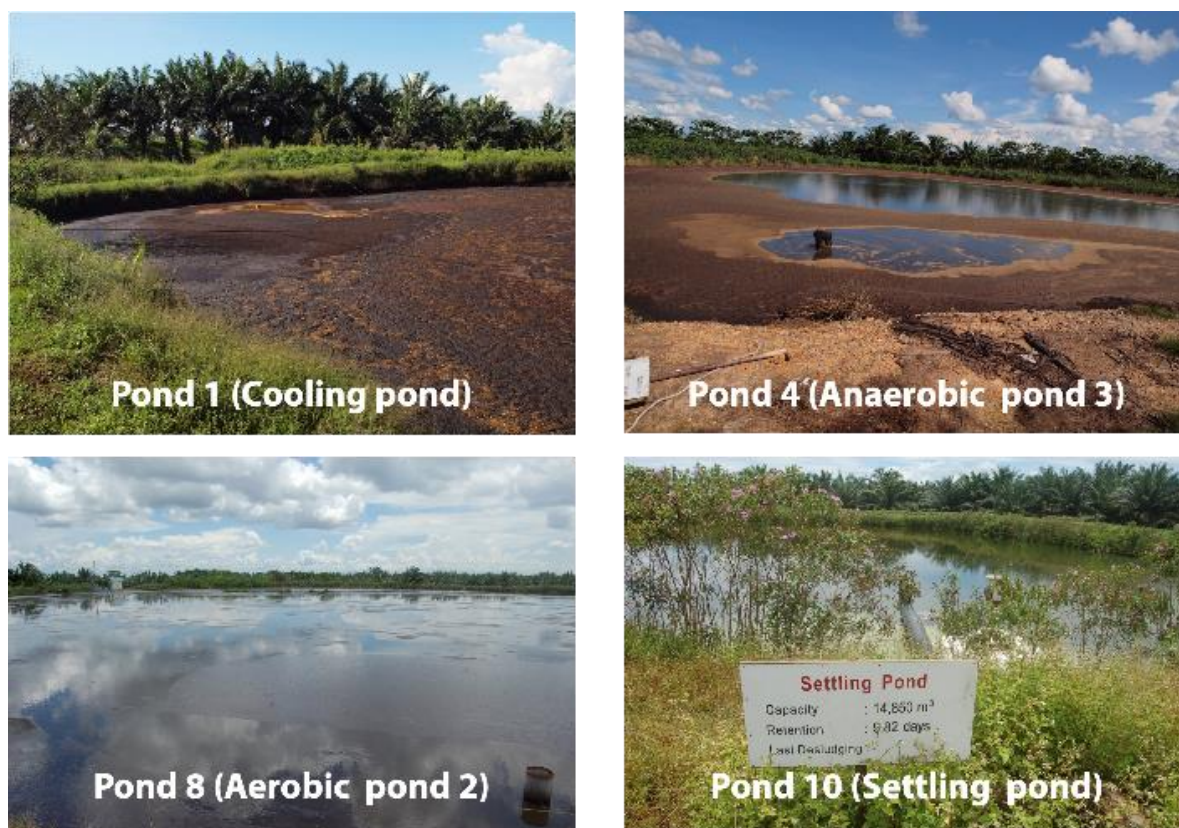 Pond 1 (Cooling pond)
Pond 4 (Anaerobic pond 3)
Pond 8 (Aerobic pond 2)
Settling Pond
Capacity : 14,850 m³
Retention : 9.82 days
Last Desludging :
Pond 10 (Settling pond)